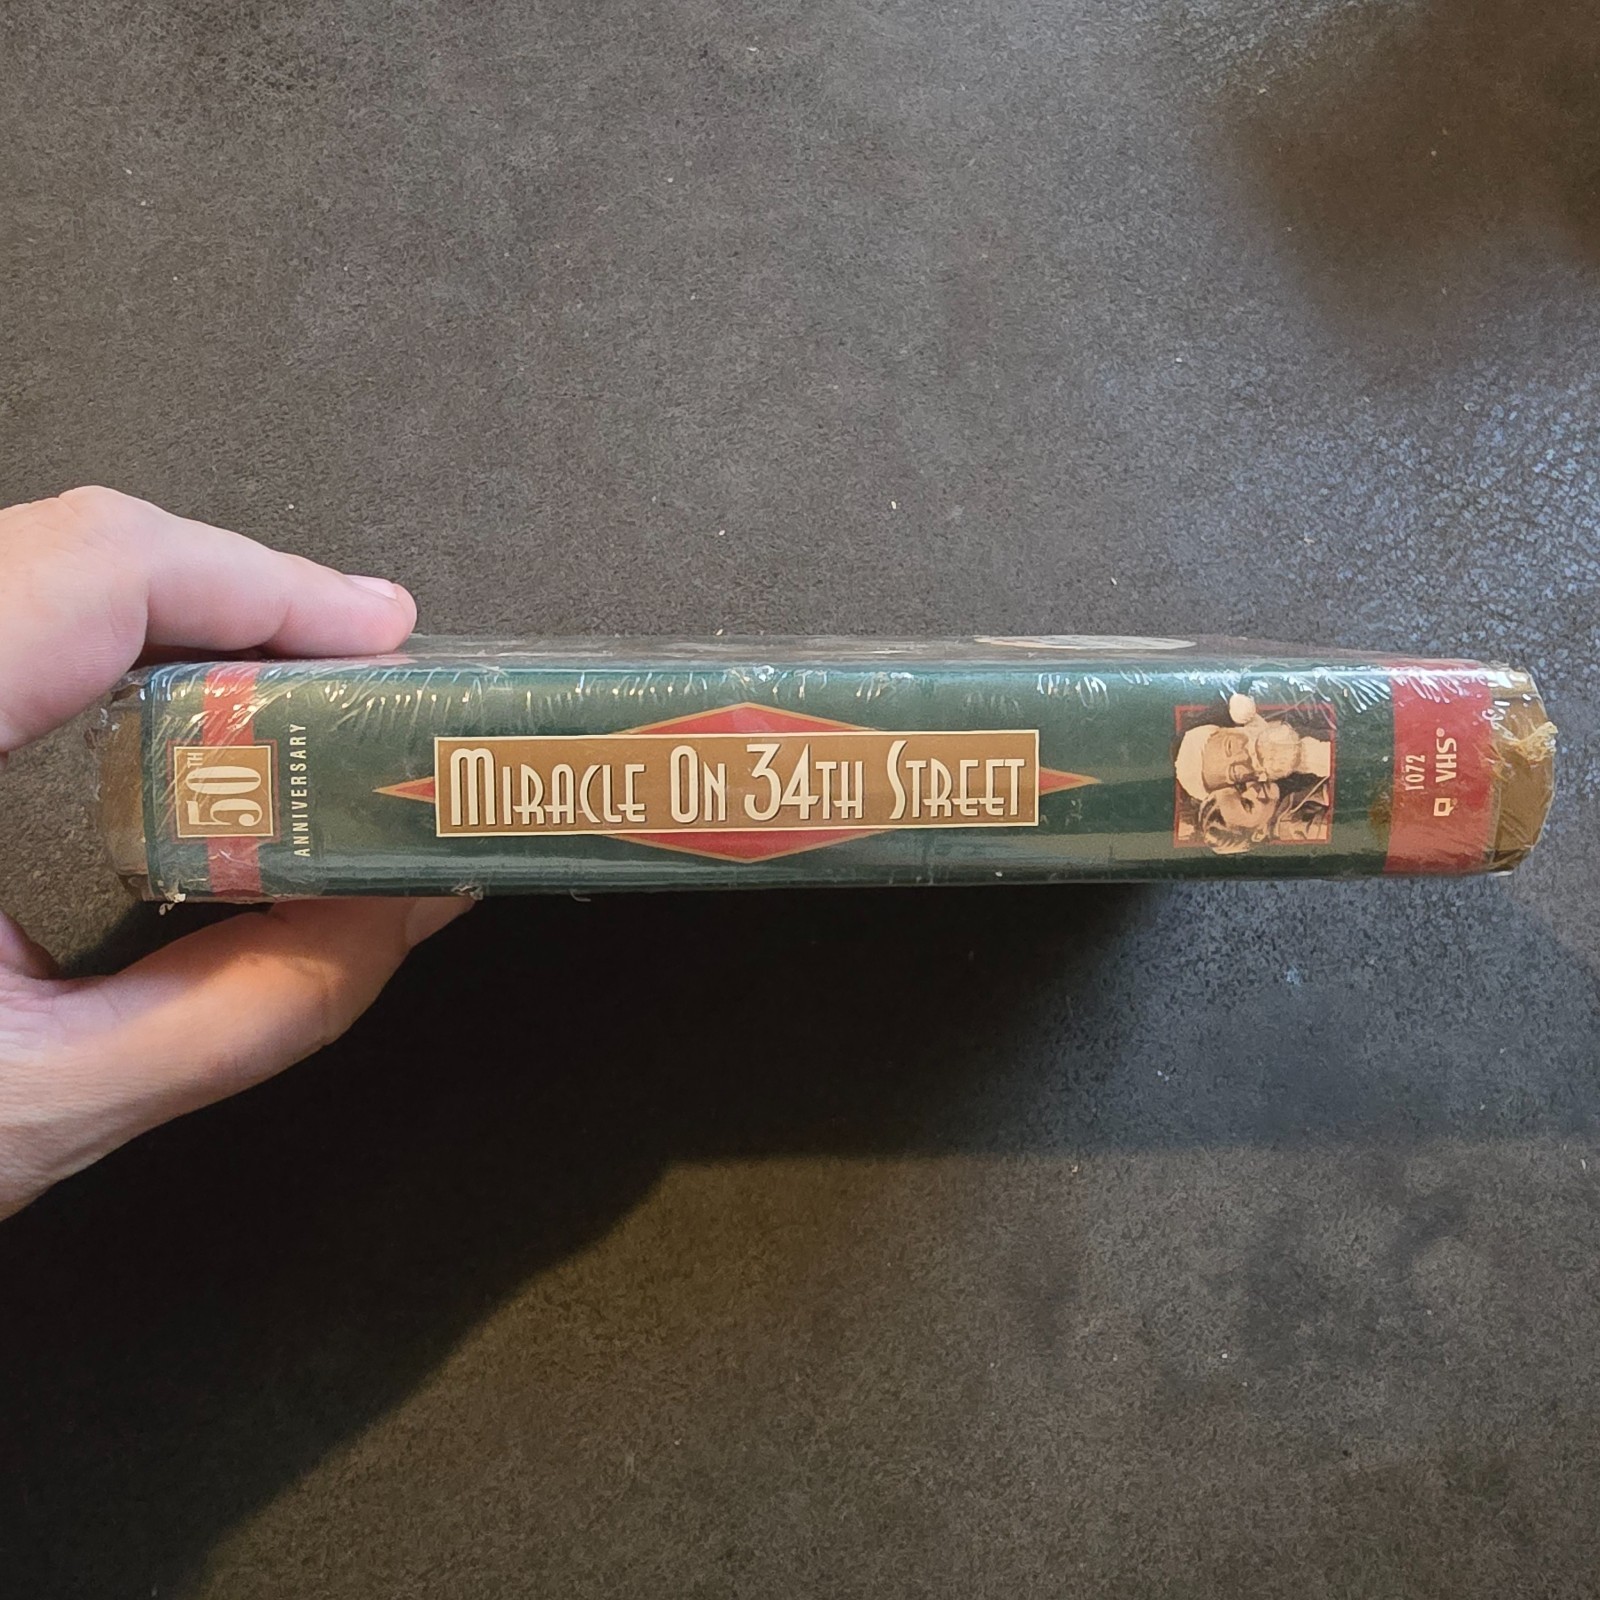 50TH
ANNIVERSARY
MIRACLE ON 34TH STREET
1072
VHS®